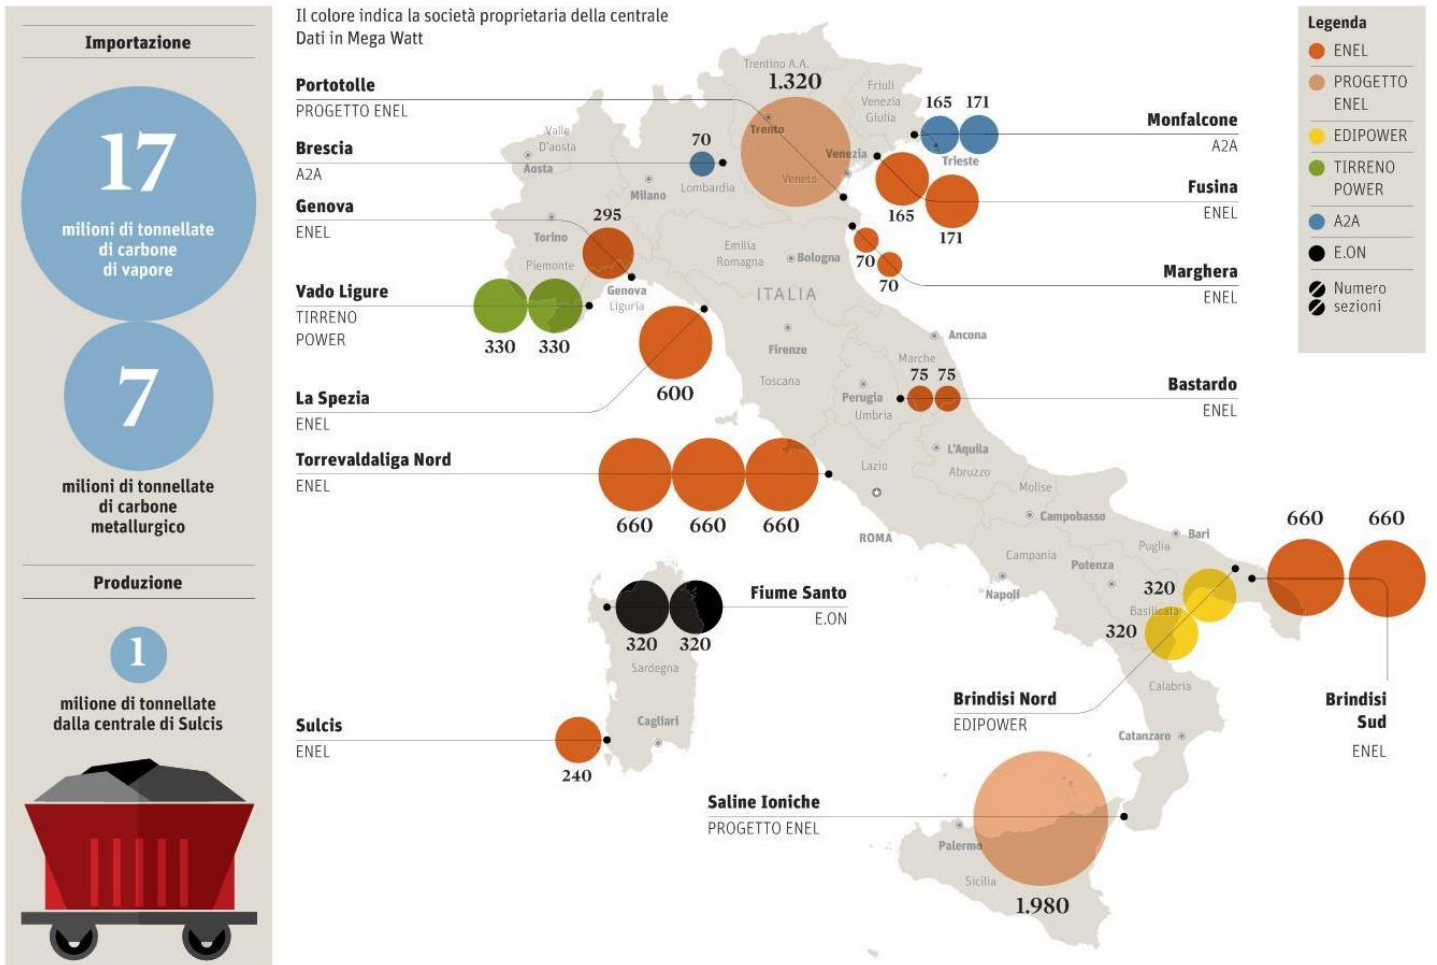 Importazione
17
milioni di tonnellate
di carbone
di vapore
7
milioni di tonnellate
di carbone
metallurgico
Produzione
1
milione di tonnellate
dalla centrale di Sulcis
Il colore indica la società proprietaria della centrale
Dati in Mega Watt
Portotolle
PROGETTO ENEL
1.320
Brescia
A2A
70
Genova
ENEL
295
Vado Ligure
TIRRENO
POWER
330
330
La Spezia
ENEL
600
Torrevaldaliga Nord
ENEL
660
660
660
Fiume Santo
E.ON
320
320
Sulcis
ENEL
240
Saline Ioniche
PROGETTO ENEL
1.980
Brindisi Nord
EDIPOWER
320
320
Brindisi
Sud
ENEL
660
660
Bastardo
ENEL
75
75
Marghera
ENEL
70
70
Fusina
ENEL
165
171
Monfalcone
A2A
165
171
Trentino A.A.
Trento
Friuli
Venezia
Giulia
Trieste
Venezia
Veneto
Valle
D'aosta
Aosta
Milano
Lombardia
Torino
Piemonte
Genova
Liguria
Emilia
Romagna
Bologna
ITALIA
Firenze
Toscana
Ancona
Marche
Perugia
Umbria
L'Aquila
Abruzzo
Lazio
ROMA
Molise
Campobasso
Campania
Napoli
Puglia
Bari
Potenza
Basilicata
Calabria
Catanzaro
Sardegna
Cagliari
Palermo
Sicilia
Legenda
ENEL
PROGETTO
ENEL
EDIPOWER
TIRRENO
POWER
A2A
E.ON
Numero
sezioni